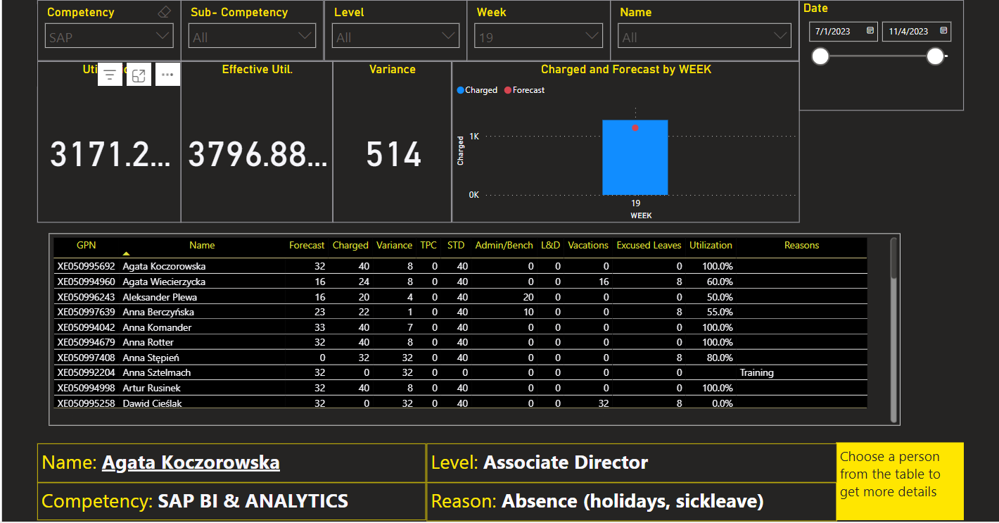 Competency Sub- Competency Level Week Name Date
SAP All All 19 All 7/1/2023 11/4/2023
Effective Util. Variance Charged and Forecast by WEEK
Charged Forecast
3171.2... 3796.88... 514
1K
0K
Charged
19
WEEK
GPN Name Forecast Charged Variance TPC STD Admin/Bench L&D Vacations Excused Leaves Utilization Reasons
XE050995692 Agata Koczorowska 32 40 8 0 40 0 0 0 0 100.0%
XE050994960 Agata Wiecierzycka 16 24 8 0 40 0 0 16 8 60.0%
XE050996243 Aleksander Plewa 16 20 4 0 40 20 0 0 0 50.0%
XE050997639 Anna Berczyńska 23 22 1 0 40 10 0 0 8 55.0%
XE050994042 Anna Komander 33 40 7 0 40 0 0 0 0 100.0%
XE050994679 Anna Rotter 32 40 8 0 40 0 0 0 0 100.0%
XE050997408 Anna Stępień 0 32 32 0 40 0 0 0 8 80.0%
XE050992204 Anna Sztelmach 32 0 32 0 0 0 0 0 0 Training
XE050994998 Artur Rusinek 32 40 8 0 40 0 0 0 0 100.0%
XE050995258 Dawid Cieślak 32 0 32 0 40 0 0 32 8 0.0%
Name: Agata Koczorowska
Level: Associate Director
Competency: SAP BI & ANALYTICS
Reason: Absence (holidays, sickleave)
Choose a person
from the table to
get more details